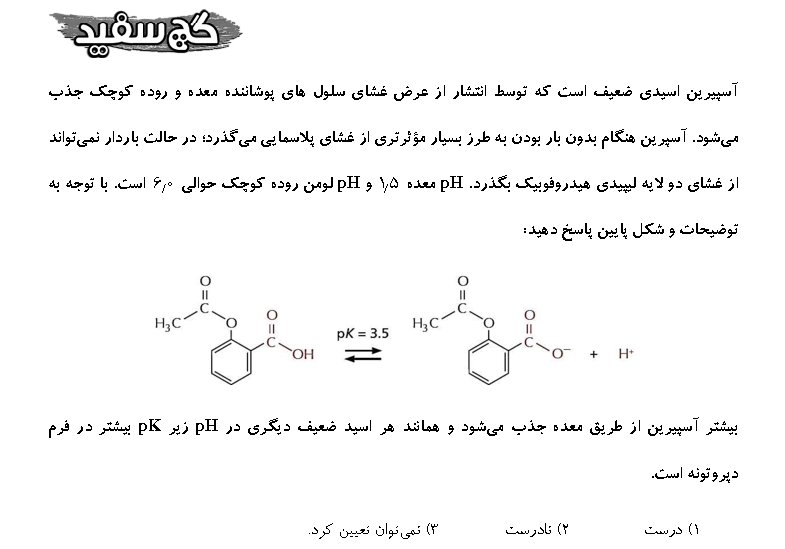 گچ سفید
آسپیرین اسیدی ضعیف است که توسط انتشار از عرض غشای سلول های پوشاننده معده و روده کوچک جذب
می‌شود. آسپرین هنگام بدون بار بودن به طرز بسیار مؤثرتری از غشای پلاسمایی می‌گذرد؛ در حالت باردار نمی‌تواند
از غشای دو لایه لیپیدی هیدروفوبیک بگذرد. pH معده ۱٫۵ و pH لومن روده کوچک حوالی ۶٫۰ است. با توجه به
توضیحات و شکل پایین پاسخ دهید:
O O
C C
H₃C O O H₃C O O
C pK = 3.5 C
OH O⁻ + H⁺
بیشتر آسپیرین از طریق معده جذب می‌شود و همانند هر اسید ضعیف دیگری در pH زیر pK بیشتر در فرم
دپروتونه است.
۱) درست ۲) نادرست ۳) نمی‌توان تعیین کرد.